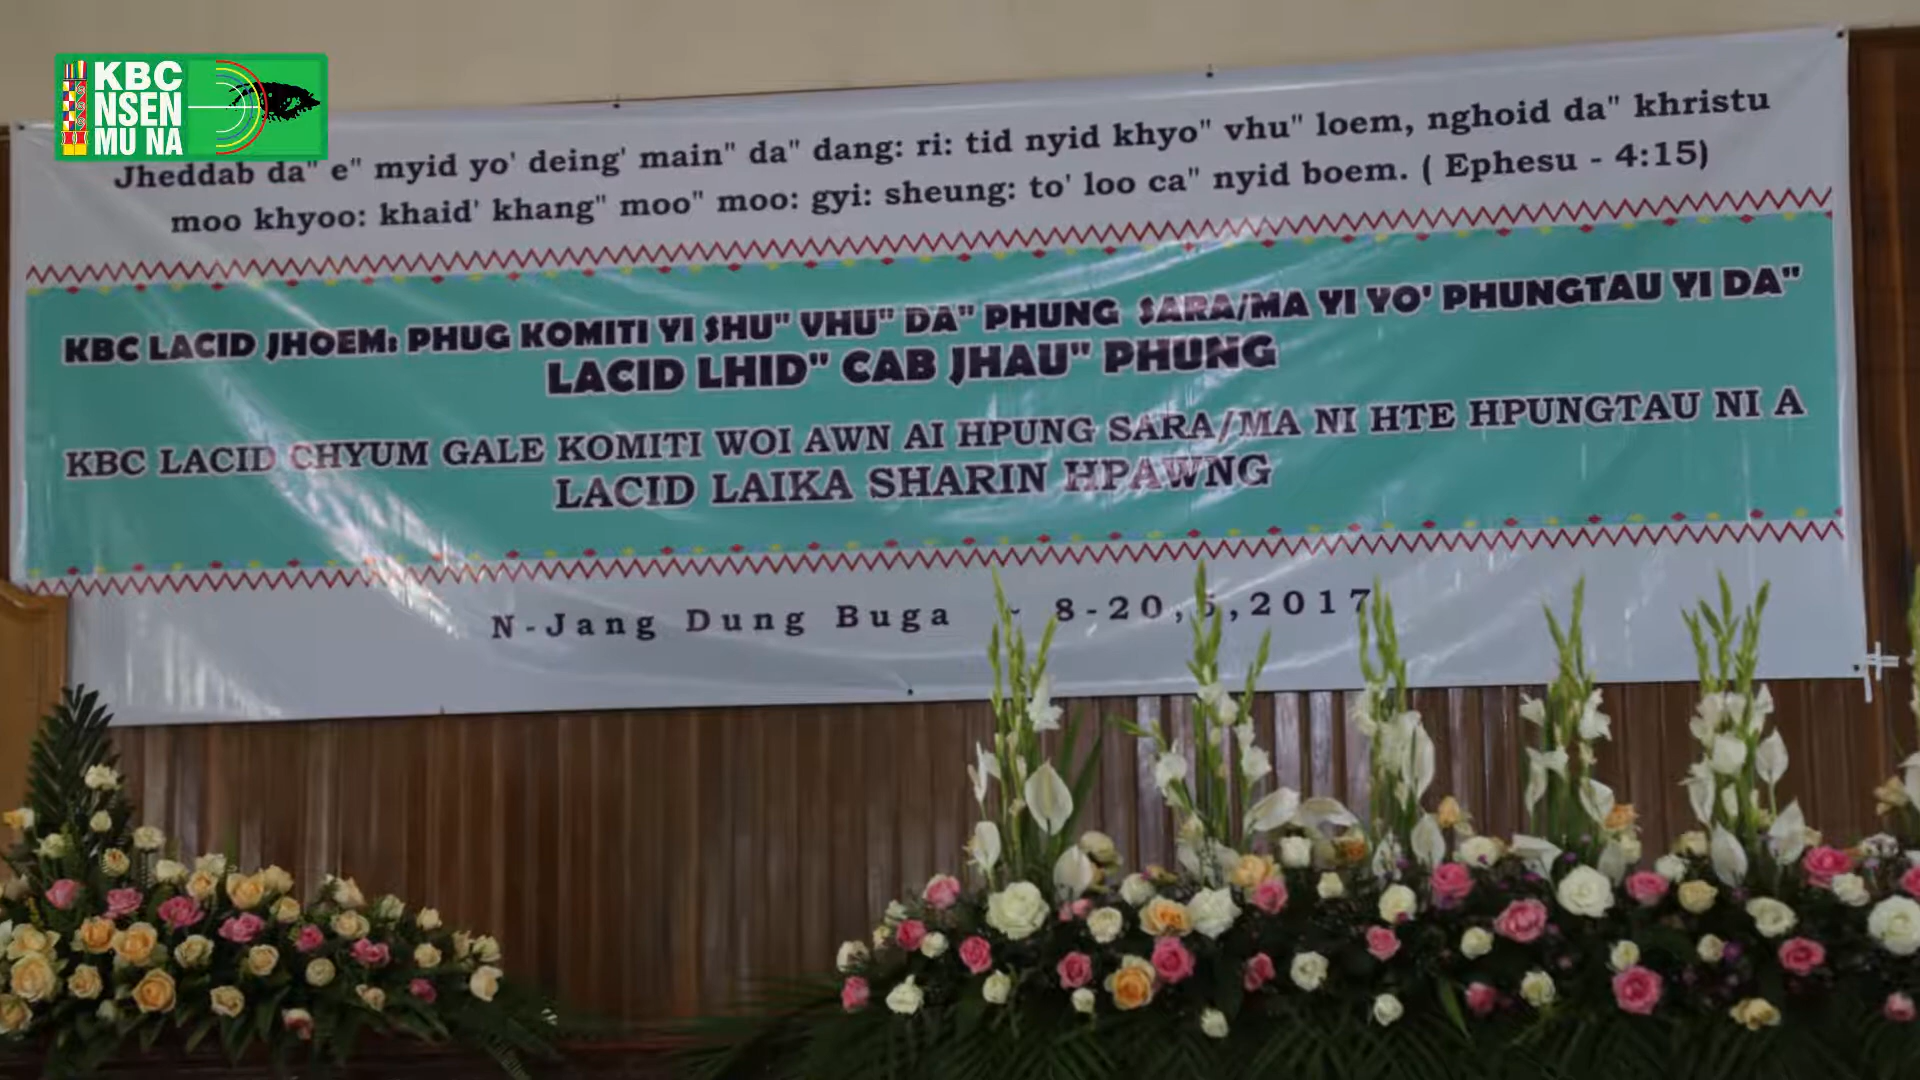 KBC
NSEN
MU NA
Jheddab da" e" myid yo' deing' main" da" dang: ri: tid nyid khyo" vhu" loem, nghoid da" khristu
moo khyoo: khaid' khang" moo" moo: gyi: sheung: to' loo ca" nyid boem. ( Ephesu - 4:15)
KBC LACID JHOEM: PHUG KOMITI YI SHU" VHU" DA" PHUNG SARA/MA YI YO' PHUNGTAU YI DA"
LACID LHID" CAB JHAU" PHUNG
KBC LACID CHYUM GALE KOMITI WOI AWN AI HPUNG SARA/MA NI HTE HPUNGTAU NI A
LACID LAIKA SHARIN HPAWNG
N-Jang Dung Buga - 8-20,5,2017